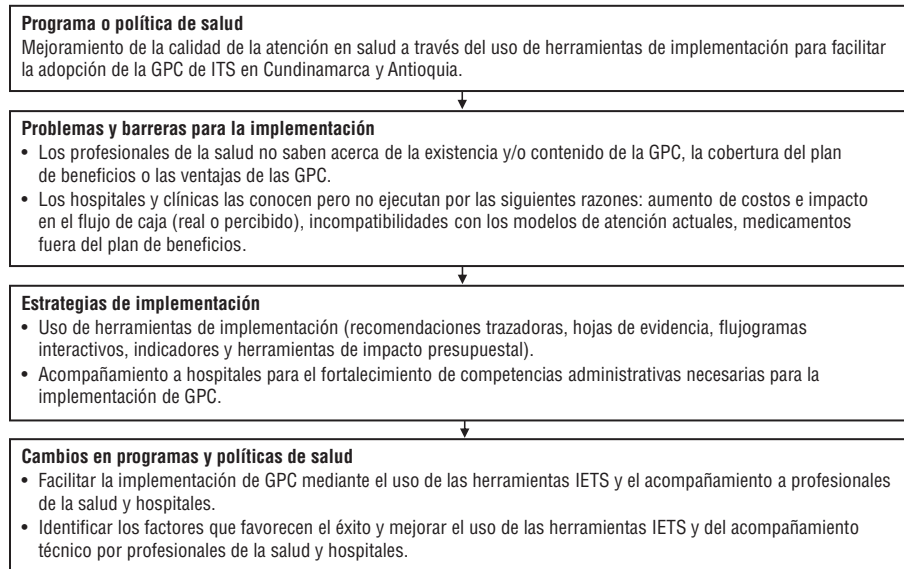 Programa o política de salud
Mejoramiento de la calidad de la atención en salud a través del uso de herramientas de implementación para facilitar
la adopción de la GPC de ITS en Cundinamarca y Antioquia.
Problemas y barreras para la implementación
• Los profesionales de la salud no saben acerca de la existencia y/o contenido de la GPC, la cobertura del plan
de beneficios o las ventajas de las GPC.
• Los hospitales y clínicas las conocen pero no ejecutan por las siguientes razones: aumento de costos e impacto
en el flujo de caja (real o percibido), incompatibilidades con los modelos de atención actuales, medicamentos
fuera del plan de beneficios.
Estrategias de implementación
• Uso de herramientas de implementación (recomendaciones trazadoras, hojas de evidencia, flujogramas
interactivos, indicadores y herramientas de impacto presupuestal).
• Acompañamiento a hospitales para el fortalecimiento de competencias administrativas necesarias para la
implementación de GPC.
Cambios en programas y políticas de salud
• Facilitar la implementación de GPC mediante el uso de las herramientas IETS y el acompañamiento a profesionales
de la salud y hospitales.
• Identificar los factores que favorecen el éxito y mejorar el uso de las herramientas IETS y del acompañamiento
técnico por profesionales de la salud y hospitales.